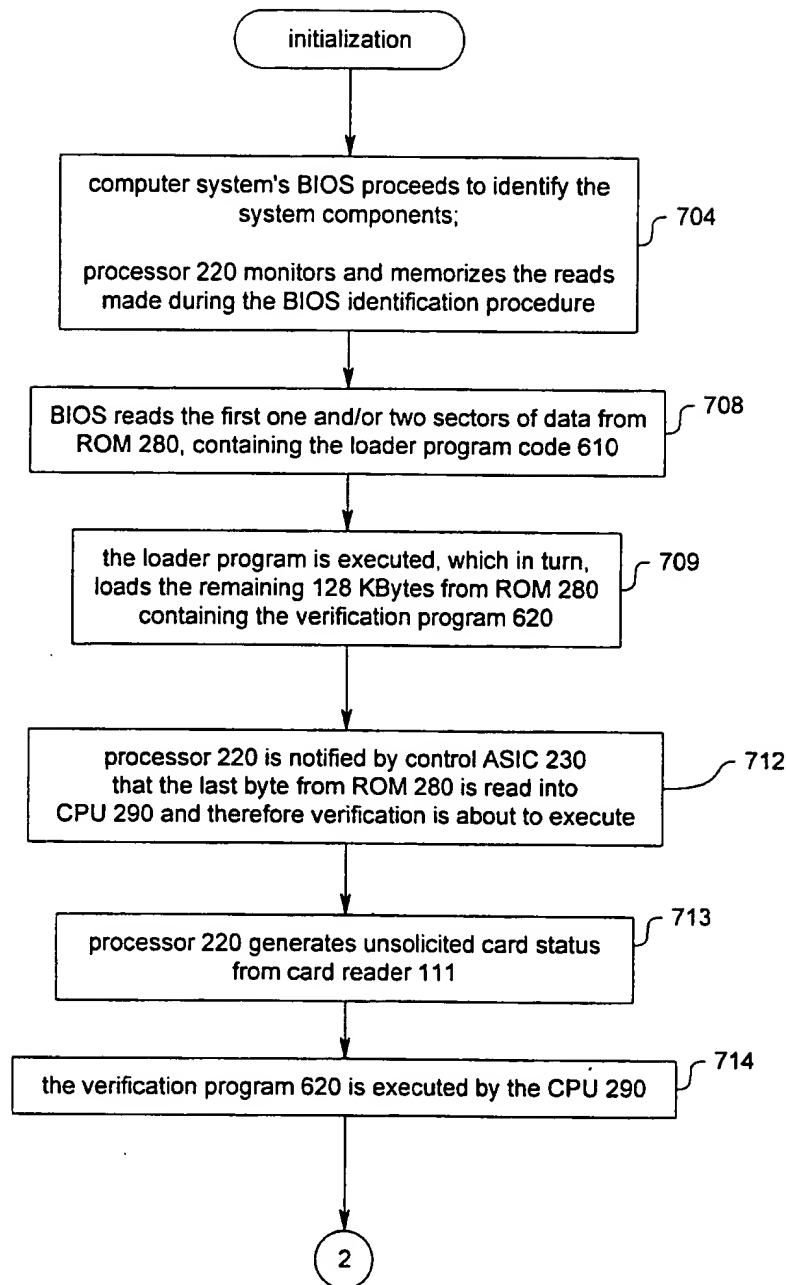 initialization
computer system's BIOS proceeds to identify the
system components;
704
processor 220 monitors and memorizes the reads
made during the BIOS identification procedure
BIOS reads the first one and/or two sectors of data from
ROM 280, containing the loader program code 610
708
the loader program is executed, which in turn,
loads the remaining 128 KBytes from ROM 280
containing the verification program 620
709
processor 220 is notified by control ASIC 230
that the last byte from ROM 280 is read into
CPU 290 and therefore verification is about to execute
712
processor 220 generates unsolicited card status
from card reader 111
713
the verification program 620 is executed by the CPU 290
714
2